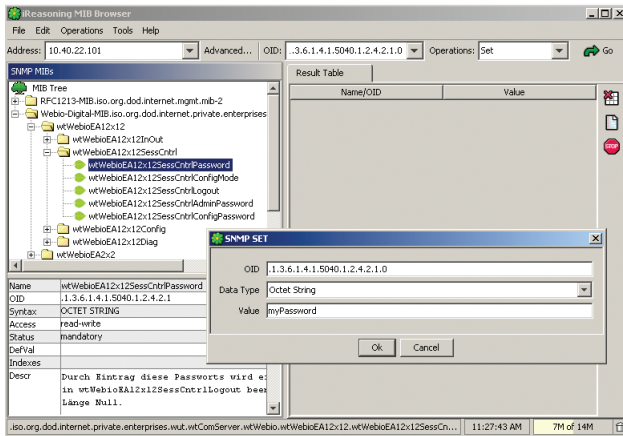 iReasoning MIB Browser
File Edit Operations Tools Help
Address: 10.40.22.101 Advanced... OID: ..3.6.1.4.1.5040.1.2.4.2.1.0 Operations: Set Go
SNMP MIBs
MIB Tree
RFC1213-MIB.iso.org.dod.internet.mgmt.mib-2
Webio-Digital-MIB.iso.org.dod.internet.private.enterprises
wtWebioEA12x12
wtWebioEA12x12InOut
wtWebioEA12x12SessCntrl
wtWebioEA12x12SessCntrlPassword
wtWebioEA12x12SessCntrlConfigMode
wtWebioEA12x12SessCntrlLogout
wtWebioEA12x12SessCntrlAdminPassword
wtWebioEA12x12SessCntrlConfigPassword
wtWebioEA12x12Config
wtWebioEA12x12Diag
wtWebioEA2x2
Result Table
Name/OID Value
STOP
SNMP SET
OID .1.3.6.1.4.1.5040.1.2.4.2.1.0
Data Type Octet String
Value myPassword
Ok Cancel
Name wtWebioEA12x12SessCntrlPassword
OID .1.3.6.1.4.1.5040.1.2.4.2.1
Syntax OCTET STRING
Access read-write
Status mandatory
DefVal
Indexes
Descr Durch Eintrag diese Passworts wird
in wtWebioEA12x12SessCntrlLogout
Länge Null.
.iso.org.dod.internet.private.enterprises.wut.wtComServer.wtWebio.wtWebioEA12x12.wtWebioEA12x12SessCn... 11:27:43 AM 7M of 14M